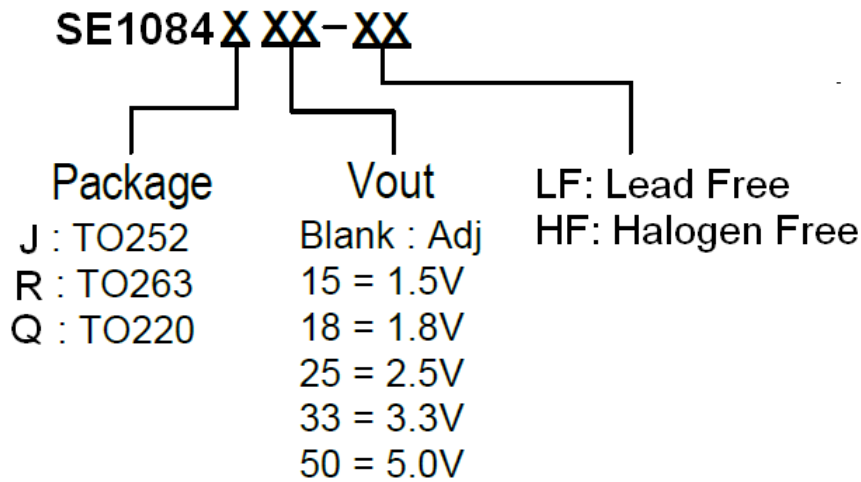 SE1084 X XX-XX
Package
J : TO252
R : TO263
Q : TO220
Vout
Blank : Adj
15 = 1.5V
18 = 1.8V
25 = 2.5V
33 = 3.3V
50 = 5.0V
LF: Lead Free
HF: Halogen Free